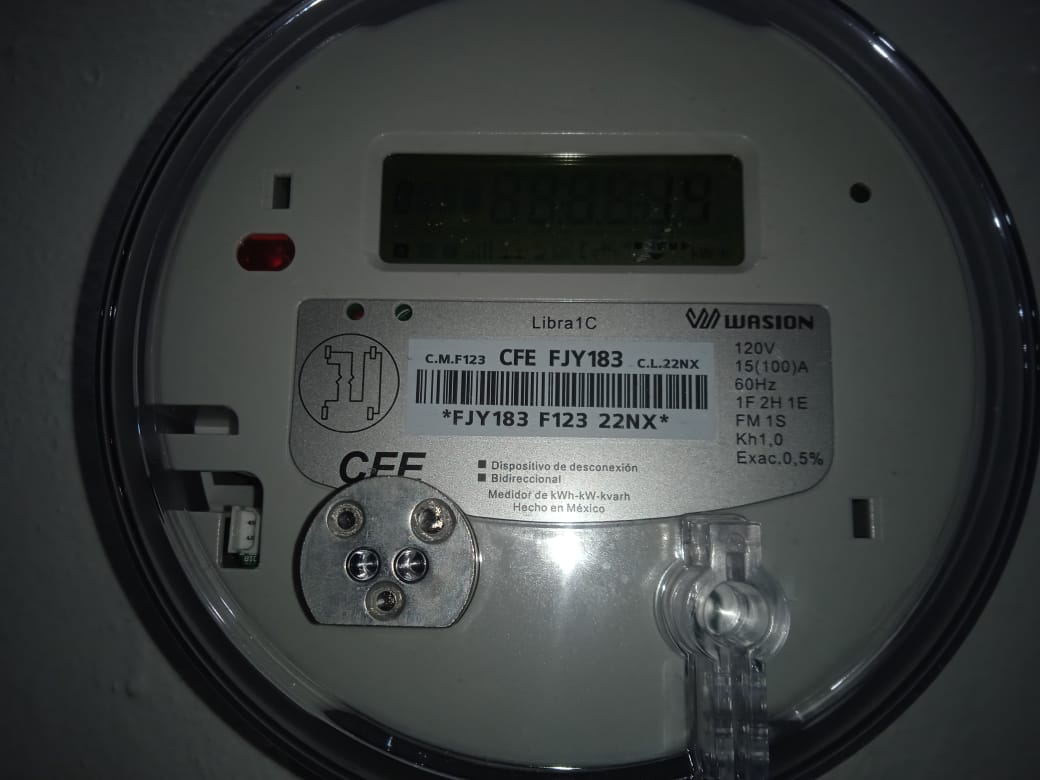 Libra1C
WASION
C.M.F123 CFE FJY183 C.L.22NX
*FJY183 F123 22NX*
120V
15(100)A
60Hz
1F 2H 1E
FM 1S
Kh1,0
Exac.0,5%
CFE
Dispositivo de desconexión
Bidireccional
Medidor de kWh-kW-kvarh
Hecho en México